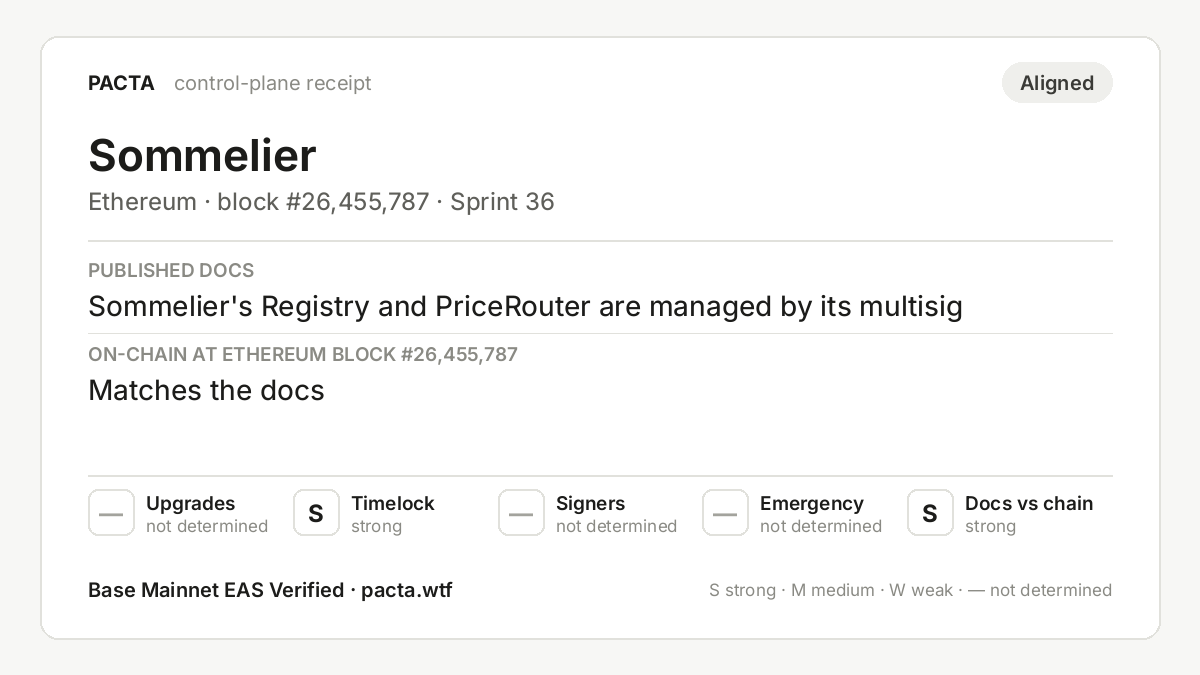 PACTA control-plane receipt Aligned
Sommelier
Ethereum · block #26,455,787 · Sprint 36
PUBLISHED DOCS
Sommelier's Registry and PriceRouter are managed by its multisig
ON-CHAIN AT ETHEREUM BLOCK #26,455,787
Matches the docs
— Upgrades not determined
S Timelock strong
— Signers not determined
— Emergency not determined
S Docs vs chain strong
Base Mainnet EAS Verified · pacta.wtf
S strong · M medium · W weak · — not determined